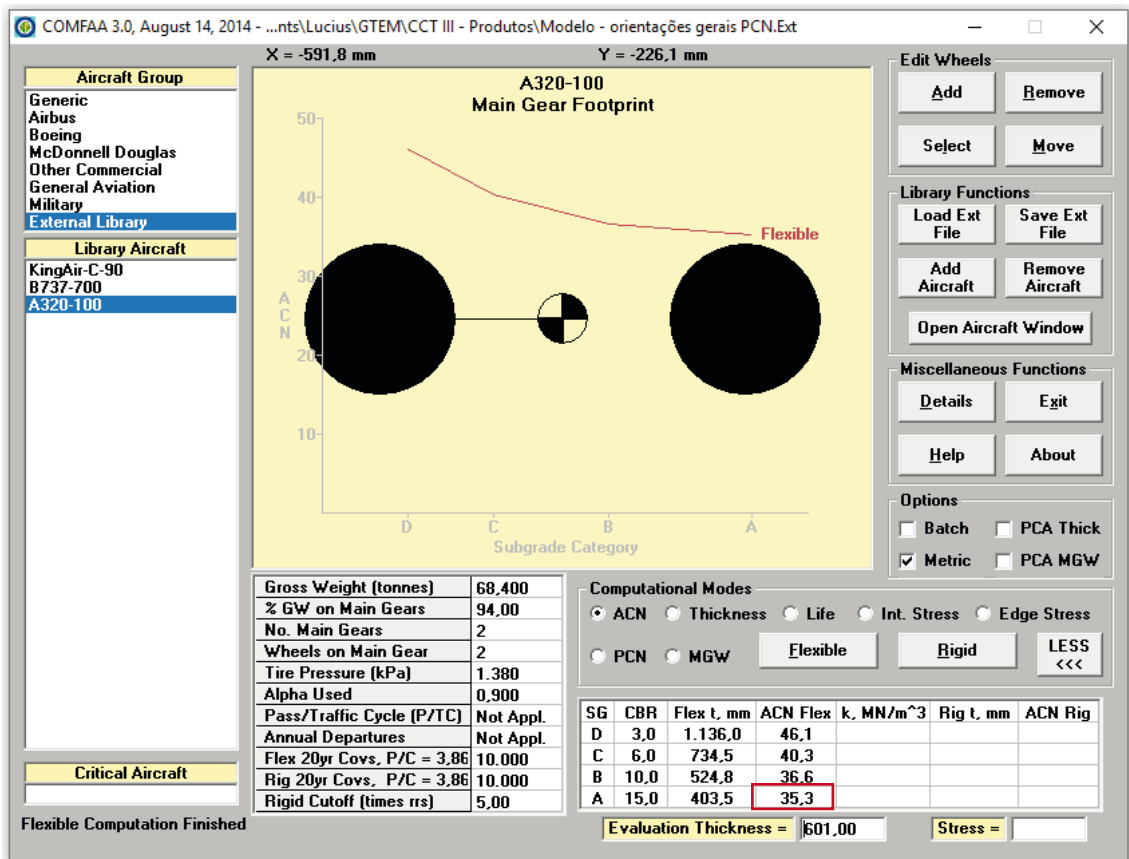 COMFAA 3.0, August 14, 2014 - ...nts\Lucius\GTEM\CCT III - Produtos\Modelo - orientações gerais PCN.Ext
X = -591,8 mm Y = -226,1 mm
Aircraft Group
Generic
Airbus
Boeing
McDonnell Douglas
Other Commercial
General Aviation
Military
External Library
Library Aircraft
KingAir-C-90
B737-700
A320-100
Critical Aircraft
Flexible Computation Finished
A320-100
Main Gear Footprint
50
40
30
20
10
ACN
Flexible
D C B A
Subgrade Category
Gross Weight (tonnes) 68,400
% GW on Main Gears 94,00
No. Main Gears 2
Wheels on Main Gear 2
Tire Pressure (kPa) 1.380
Alpha Used 0,900
Pass/Traffic Cycle (P/TC) Not Appl.
Annual Departures Not Appl.
Flex 20yr Covs, P/C = 3,86 10.000
Rig 20yr Covs, P/C = 3,86 10.000
Rigid Cutoff (times rrs) 5,00
Edit Wheels
Add Remove
Select Move
Library Functions
Load Ext File Save Ext File
Add Aircraft Remove Aircraft
Open Aircraft Window
Miscellaneous Functions
Details Exit
Help About
Options
Batch PCA Thick
Metric PCA MGW
Computational Modes
ACN Thickness Life Int. Stress Edge Stress
PCN MGW Flexible Rigid LESS <<<
SG CBR Flex t, mm ACN Flex k, MN/m^3 Rig t, mm ACN Rig
D 3,0 1.136,0 46,1
C 6,0 734,5 40,3
B 10,0 524,8 36,6
A 15,0 403,5 35,3
Evaluation Thickness = 601,00 Stress =